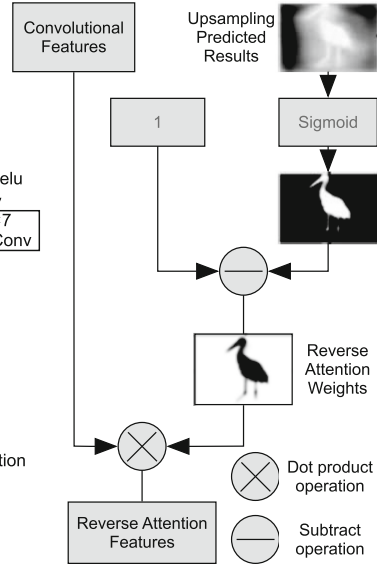 Convolutional
Features
Upsampling
Predicted
Results
1
Sigmoid
elu
7
Conv
Reverse
Attention
Weights
tion
Dot product
operation
Reverse Attention
Features
Subtract
operation